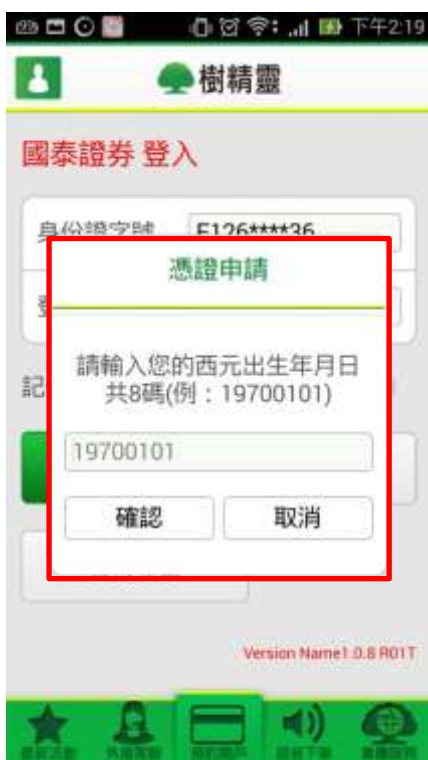 下午2:19
樹精靈
國泰證券 登入
身份證字號 F126****36
憑證申請
請輸入您的西元出生年月日
共8碼(例：19700101)
記
19700101
確認 取消
Version Name1.0.8 R01T